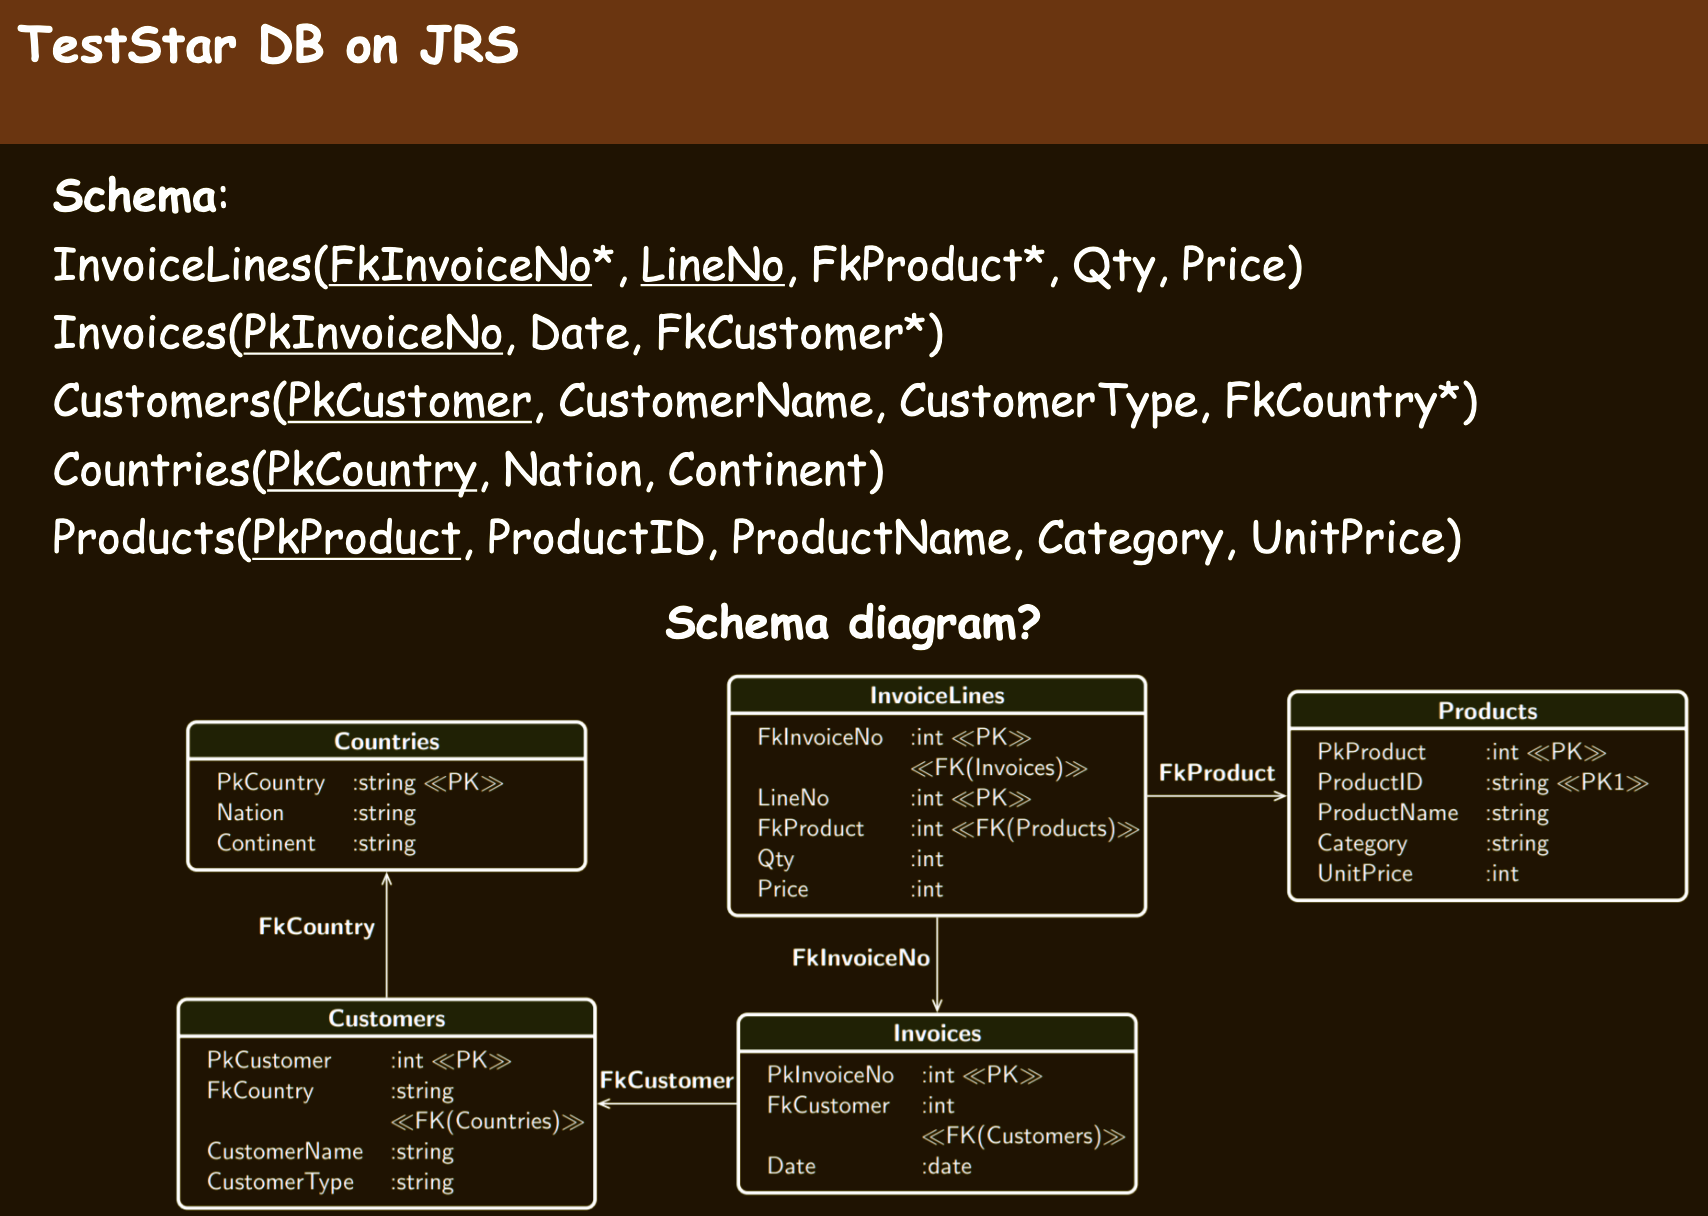 TestStar DB on JRS
Schema:
InvoiceLines(FkInvoiceNo*, LineNo, FkProduct*, Qty, Price)
Invoices(PkInvoiceNo, Date, FkCustomer*)
Customers(PkCustomer, CustomerName, CustomerType, FkCountry*)
Countries(PkCountry, Nation, Continent)
Products(PkProduct, ProductID, ProductName, Category, UnitPrice)
Schema diagram?
Countries
PkCountry :string ≪PK≫
Nation :string
Continent :string
FkCountry
Customers
PkCustomer :int ≪PK≫
FkCountry :string
≪FK(Countries)≫
CustomerName :string
CustomerType :string
FkCustomer
InvoiceLines
FkInvoiceNo :int ≪PK≫
≪FK(Invoices)≫
LineNo :int ≪PK≫
FkProduct :int ≪FK(Products)≫
Qty :int
Price :int
FkInvoiceNo
Invoices
PkInvoiceNo :int ≪PK≫
FkCustomer :int
≪FK(Customers)≫
Date :date
FkProduct
Products
PkProduct :int ≪PK≫
ProductID :string ≪PK1≫
ProductName :string
Category :string
UnitPrice :int